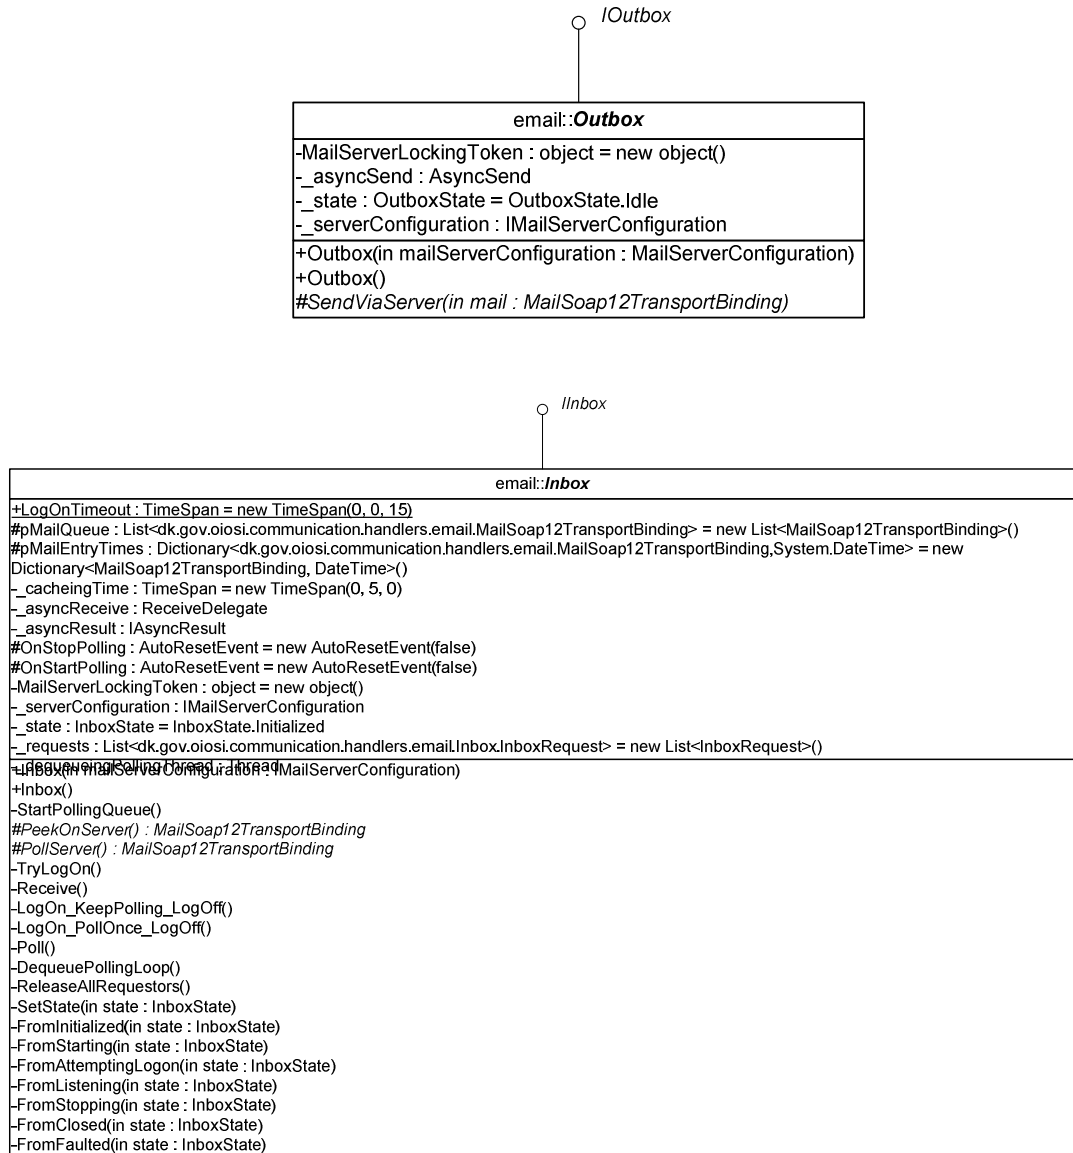 IOutbox
email::Outbox
-MailServerLockingToken : object = new object()
-_asyncSend : AsyncSend
-_state : OutboxState = OutboxState.Idle
-_serverConfiguration : IMailServerConfiguration
+Outbox(in mailServerConfiguration : MailServerConfiguration)
+Outbox()
#SendViaServer(in mail : MailSoap12TransportBinding)
IInbox
email::Inbox
+LogOnTimeout : TimeSpan = new TimeSpan(0, 0, 15)
#pMailQueue : List<dk.gov.oiosi.communication.handlers.email.MailSoap12TransportBinding> = new List<MailSoap12TransportBinding>()
#pMailEntryTimes : Dictionary<dk.gov.oiosi.communication.handlers.email.MailSoap12TransportBinding,System.DateTime> = new
Dictionary<MailSoap12TransportBinding, DateTime>()
-_cacheingTime : TimeSpan = new TimeSpan(0, 5, 0)
-_asyncReceive : ReceiveDelegate
-_asyncResult : IAsyncResult
#OnStopPolling : AutoResetEvent = new AutoResetEvent(false)
#OnStartPolling : AutoResetEvent = new AutoResetEvent(false)
-MailServerLockingToken : object = new object()
-_serverConfiguration : IMailServerConfiguration
-_state : InboxState = InboxState.Initialized
-_requests : List<dk.gov.oiosi.communication.handlers.email.Inbox.InboxRequest> = new List<InboxRequest>()
-_dequeueingPollingThread : Thread
+Inbox(in mailServerConfiguration : IMailServerConfiguration)
+Inbox()
-StartPollingQueue()
#PeekOnServer() : MailSoap12TransportBinding
#PollServer() : MailSoap12TransportBinding
-TryLogOn()
-Receive()
-LogOn_KeepPolling_LogOff()
-LogOn_PollOnce_LogOff()
-Poll()
-DequeuePollingLoop()
-ReleaseAllRequestors()
-SetState(in state : InboxState)
-FromInitialized(in state : InboxState)
-FromStarting(in state : InboxState)
-FromAttemptingLogon(in state : InboxState)
-FromListening(in state : InboxState)
-FromStopping(in state : InboxState)
-FromClosed(in state : InboxState)
-FromFaulted(in state : InboxState)